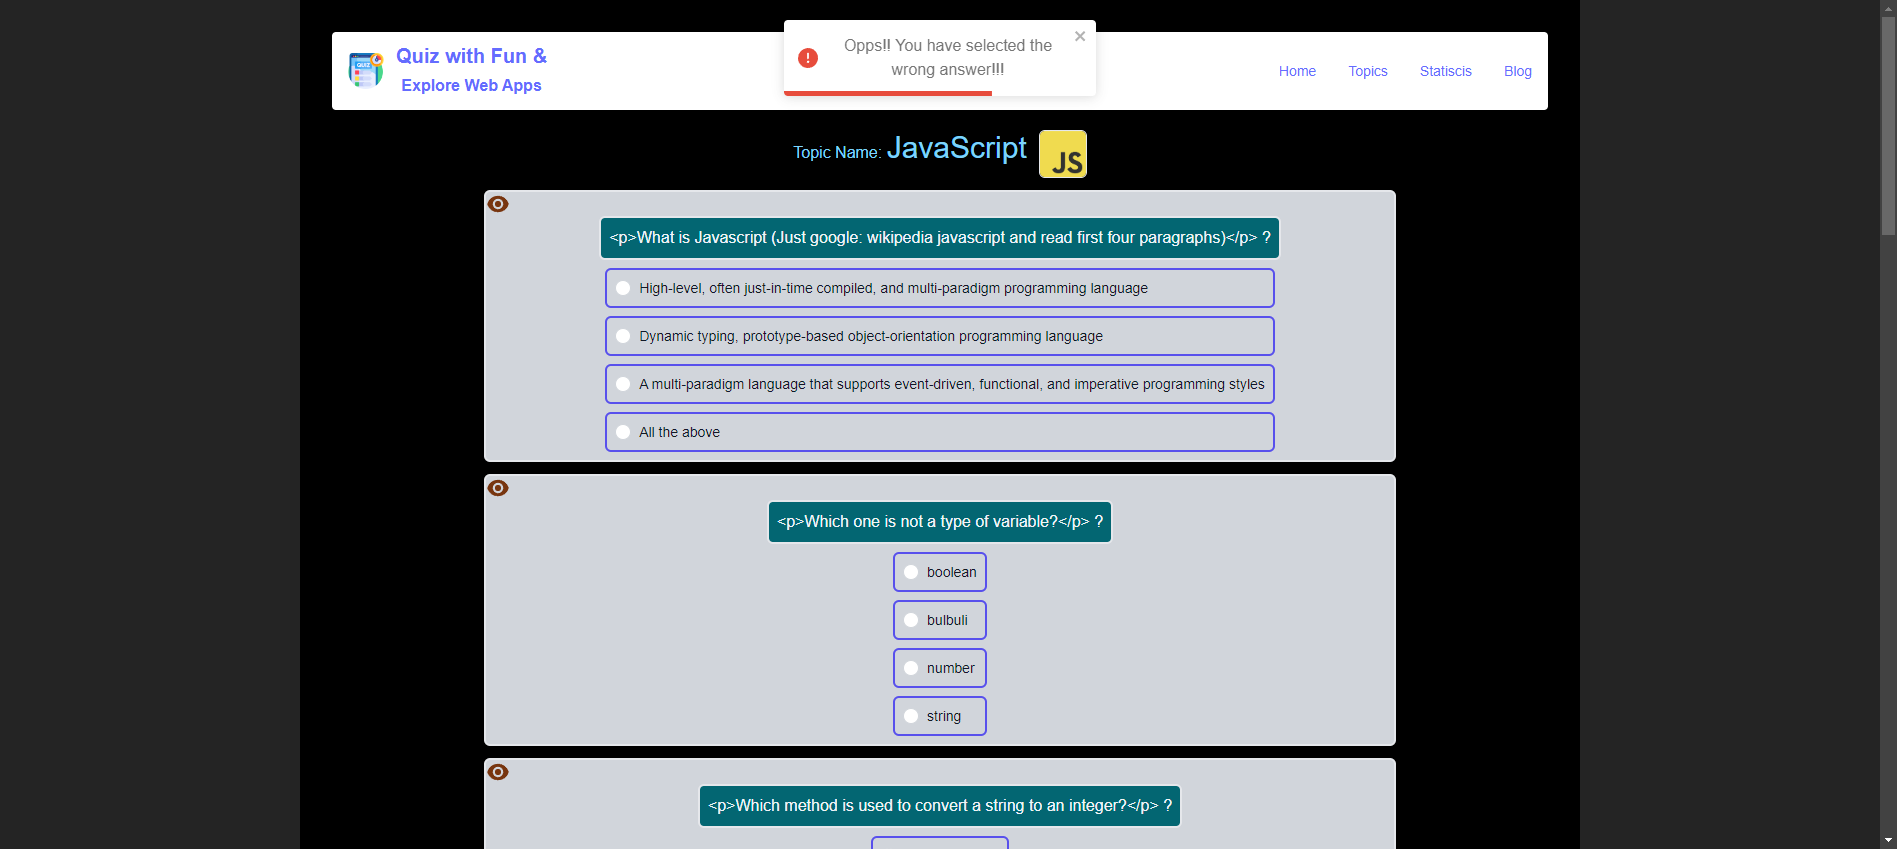 Opps!! You have selected the
wrong answer!!!
QUIZ
Quiz with Fun &
Explore Web Apps
Home Topics Statiscis Blog
Topic Name: JavaScript JS
<p>What is Javascript (Just google: wikipedia javascript and read first four paragraphs)</p> ?
High-level, often just-in-time compiled, and multi-paradigm programming language
Dynamic typing, prototype-based object-orientation programming language
A multi-paradigm language that supports event-driven, functional, and imperative programming styles
All the above
<p>Which one is not a type of variable?</p> ?
boolean
bulbuli
number
string
<p>Which method is used to convert a string to an integer?</p> ?